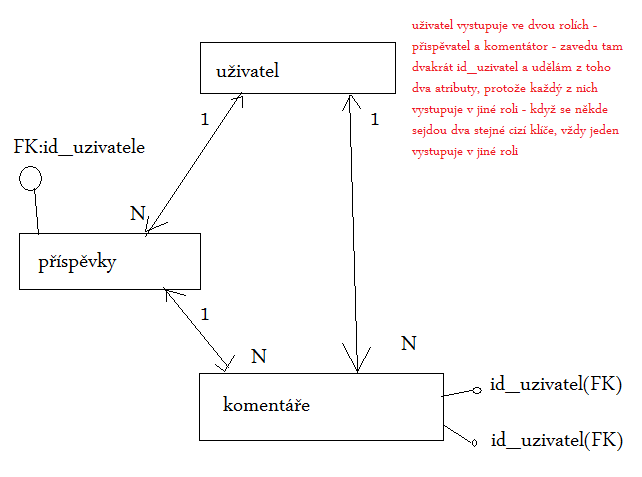 uživatel vystupuje ve dvou rolích -
přispěvatel a komentátor - zavedu tam
dvakrát id_uzivatel a udělám z toho
dva atributy, protože každý z nich
vystupuje v jiné roli - když se někde
sejdou dva stejné cizí klíče, vždy jeden
vystupuje v jiné roli
uživatel
1
1
FK:id_uzivatele
N
příspěvky
1
N
N
komentáře
id_uzivatel(FK)
id_uzivatel(FK)